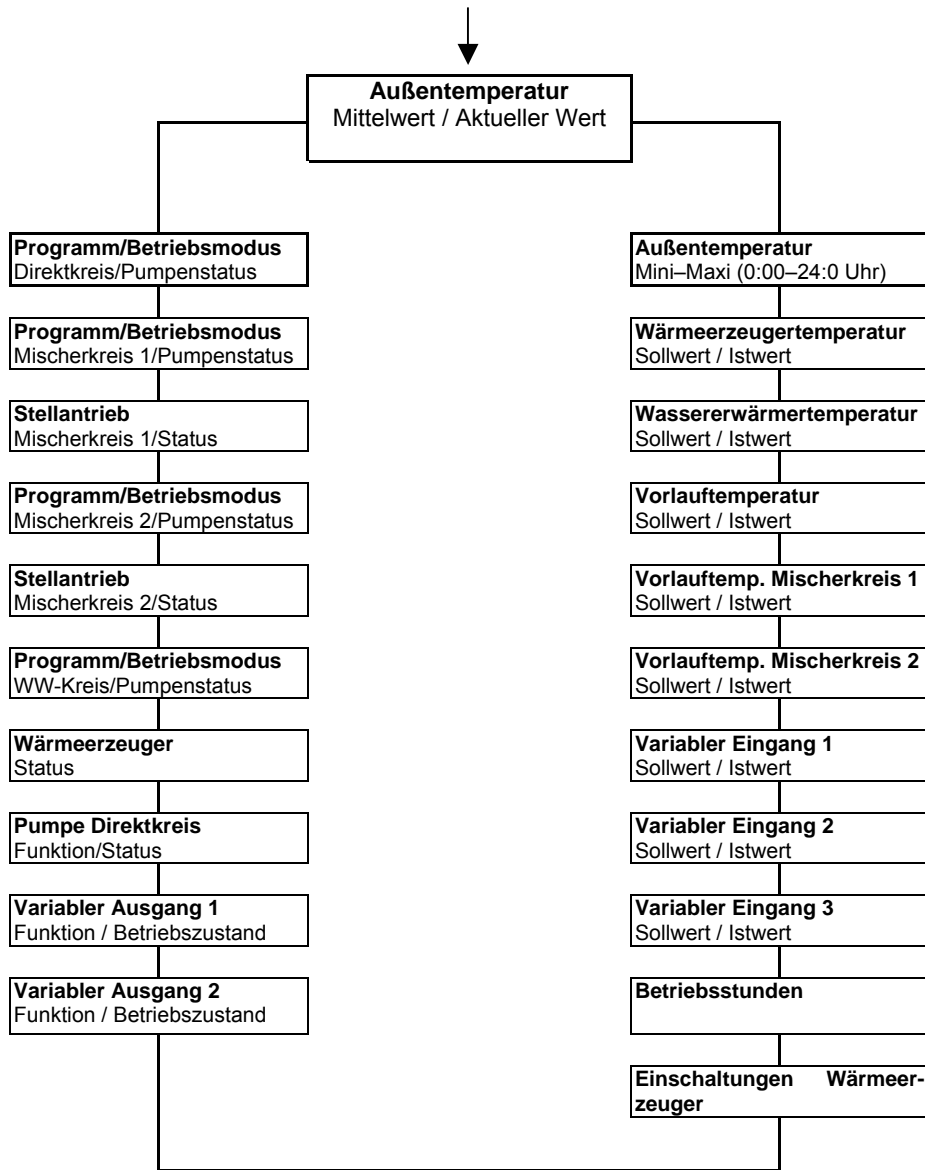 Außentemperatur
Mittelwert / Aktueller Wert
Programm/Betriebsmodus
Direktkreis/Pumpenstatus
Programm/Betriebsmodus
Mischerkreis 1/Pumpenstatus
Stellantrieb
Mischerkreis 1/Status
Programm/Betriebsmodus
Mischerkreis 2/Pumpenstatus
Stellantrieb
Mischerkreis 2/Status
Programm/Betriebsmodus
WW-Kreis/Pumpenstatus
Wärmeerzeuger
Status
Pumpe Direktkreis
Funktion/Status
Variabler Ausgang 1
Funktion / Betriebszustand
Variabler Ausgang 2
Funktion / Betriebszustand
Außentemperatur
Mini–Maxi (0:00–24:0 Uhr)
Wärmeerzeugertemperatur
Sollwert / Istwert
Wassererwärmertemperatur
Sollwert / Istwert
Vorlauftemperatur
Sollwert / Istwert
Vorlauftemp. Mischerkreis 1
Sollwert / Istwert
Vorlauftemp. Mischerkreis 2
Sollwert / Istwert
Variabler Eingang 1
Sollwert / Istwert
Variabler Eingang 2
Sollwert / Istwert
Variabler Eingang 3
Sollwert / Istwert
Betriebsstunden
Einschaltungen Wärmeer-
zeuger